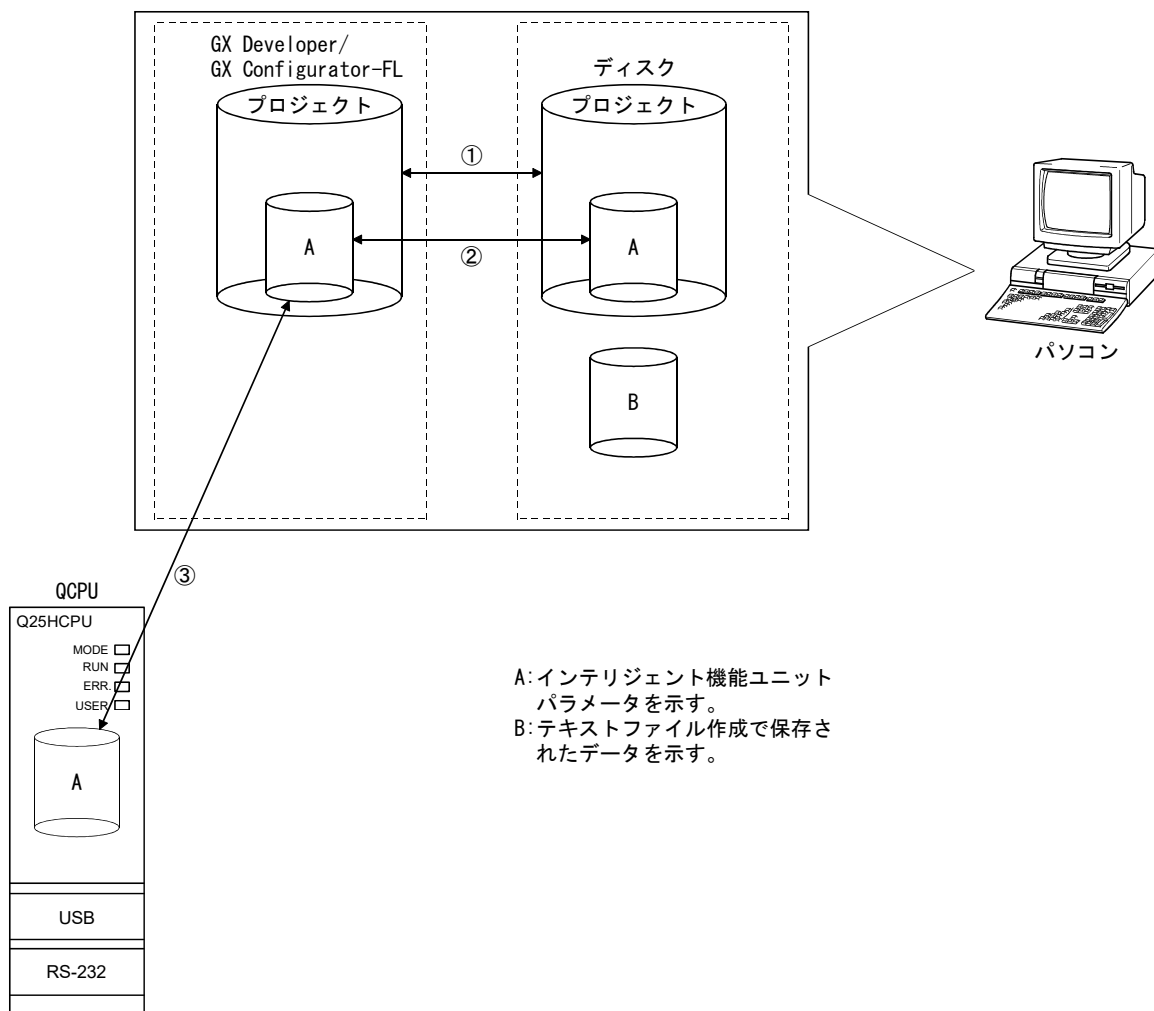 GX Developer/
GX Configurator-FL
プロジェクト
ディスク
プロジェクト
①
A
②
A
B
パソコン
③
QCPU
Q25HCPU
MODE
RUN
ERR.
USER
A
USB
RS-232
A:インテリジェント機能ユニット
パラメータを示す。
B:テキストファイル作成で保存さ
れたデータを示す。